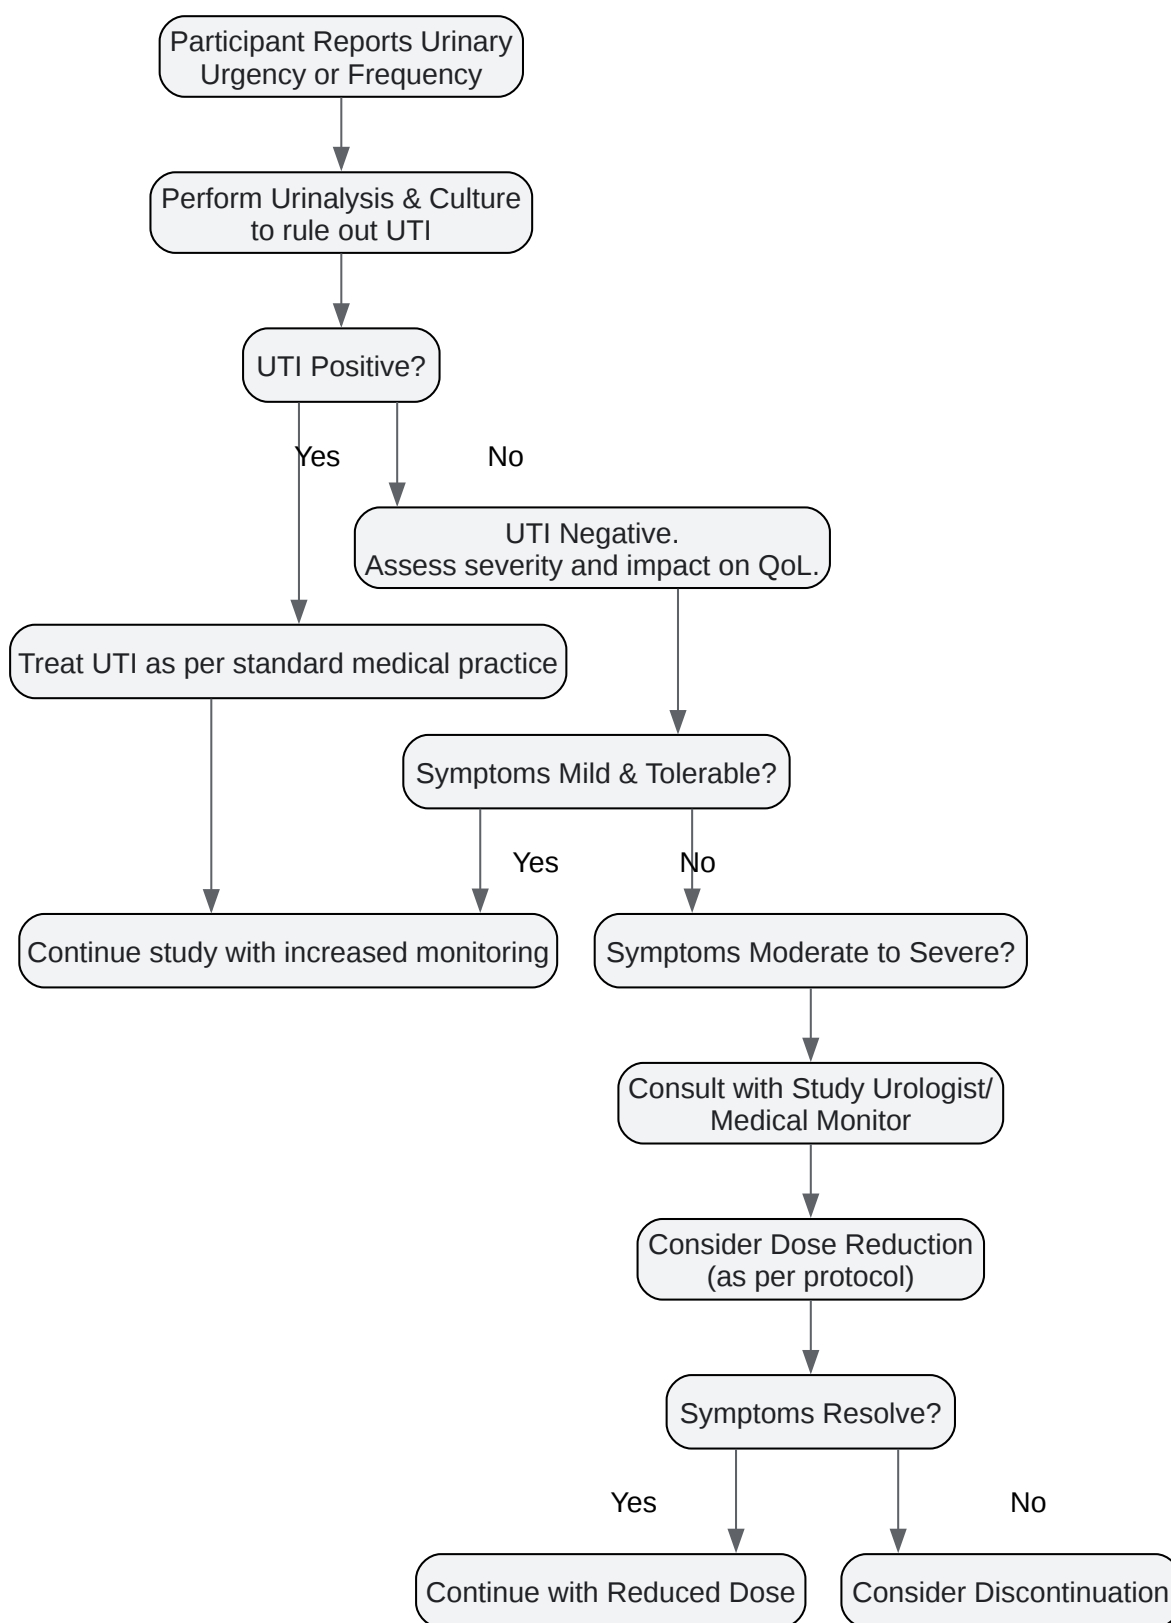 Participant Reports Urinary
Urgency or Frequency
Perform Urinalysis & Culture
to rule out UTI
UTI Positive?
Yes
No
UTI Negative.
Assess severity and impact on QoL.
Treat UTI as per standard medical practice
Symptoms Mild & Tolerable?
Yes
No
Continue study with increased monitoring
Symptoms Moderate to Severe?
Consult with Study Urologist/
Medical Monitor
Consider Dose Reduction
(as per protocol)
Symptoms Resolve?
Yes
No
Continue with Reduced Dose
Consider Discontinuation